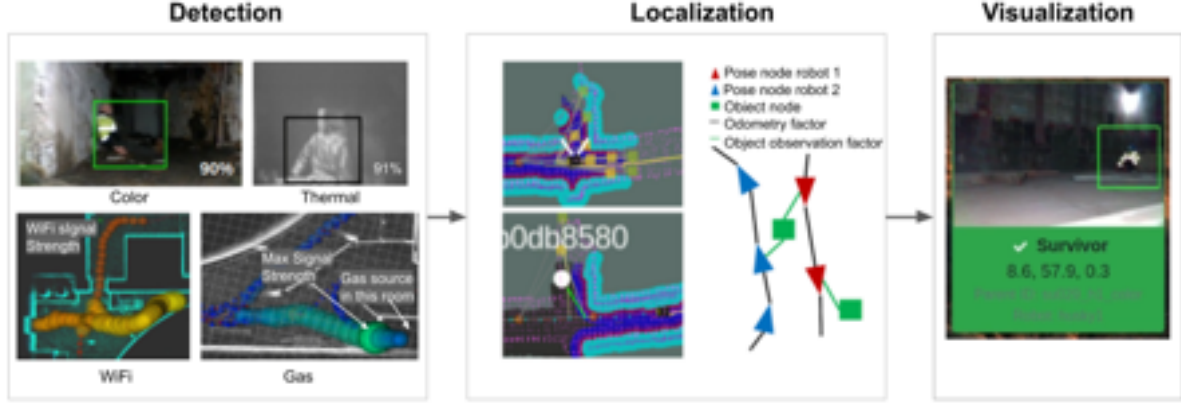 Detection
Localization
Visualization
90%
91%
Color
Thermal
WiFi signal
Strength
Max Signal
Strength
Gas source
in this room
WiFi
Gas
b0db8580
Pose node robot 1
Pose node robot 2
Object node
Odometry factor
Object observation factor
Survivor
8.6, 57.9, 0.3